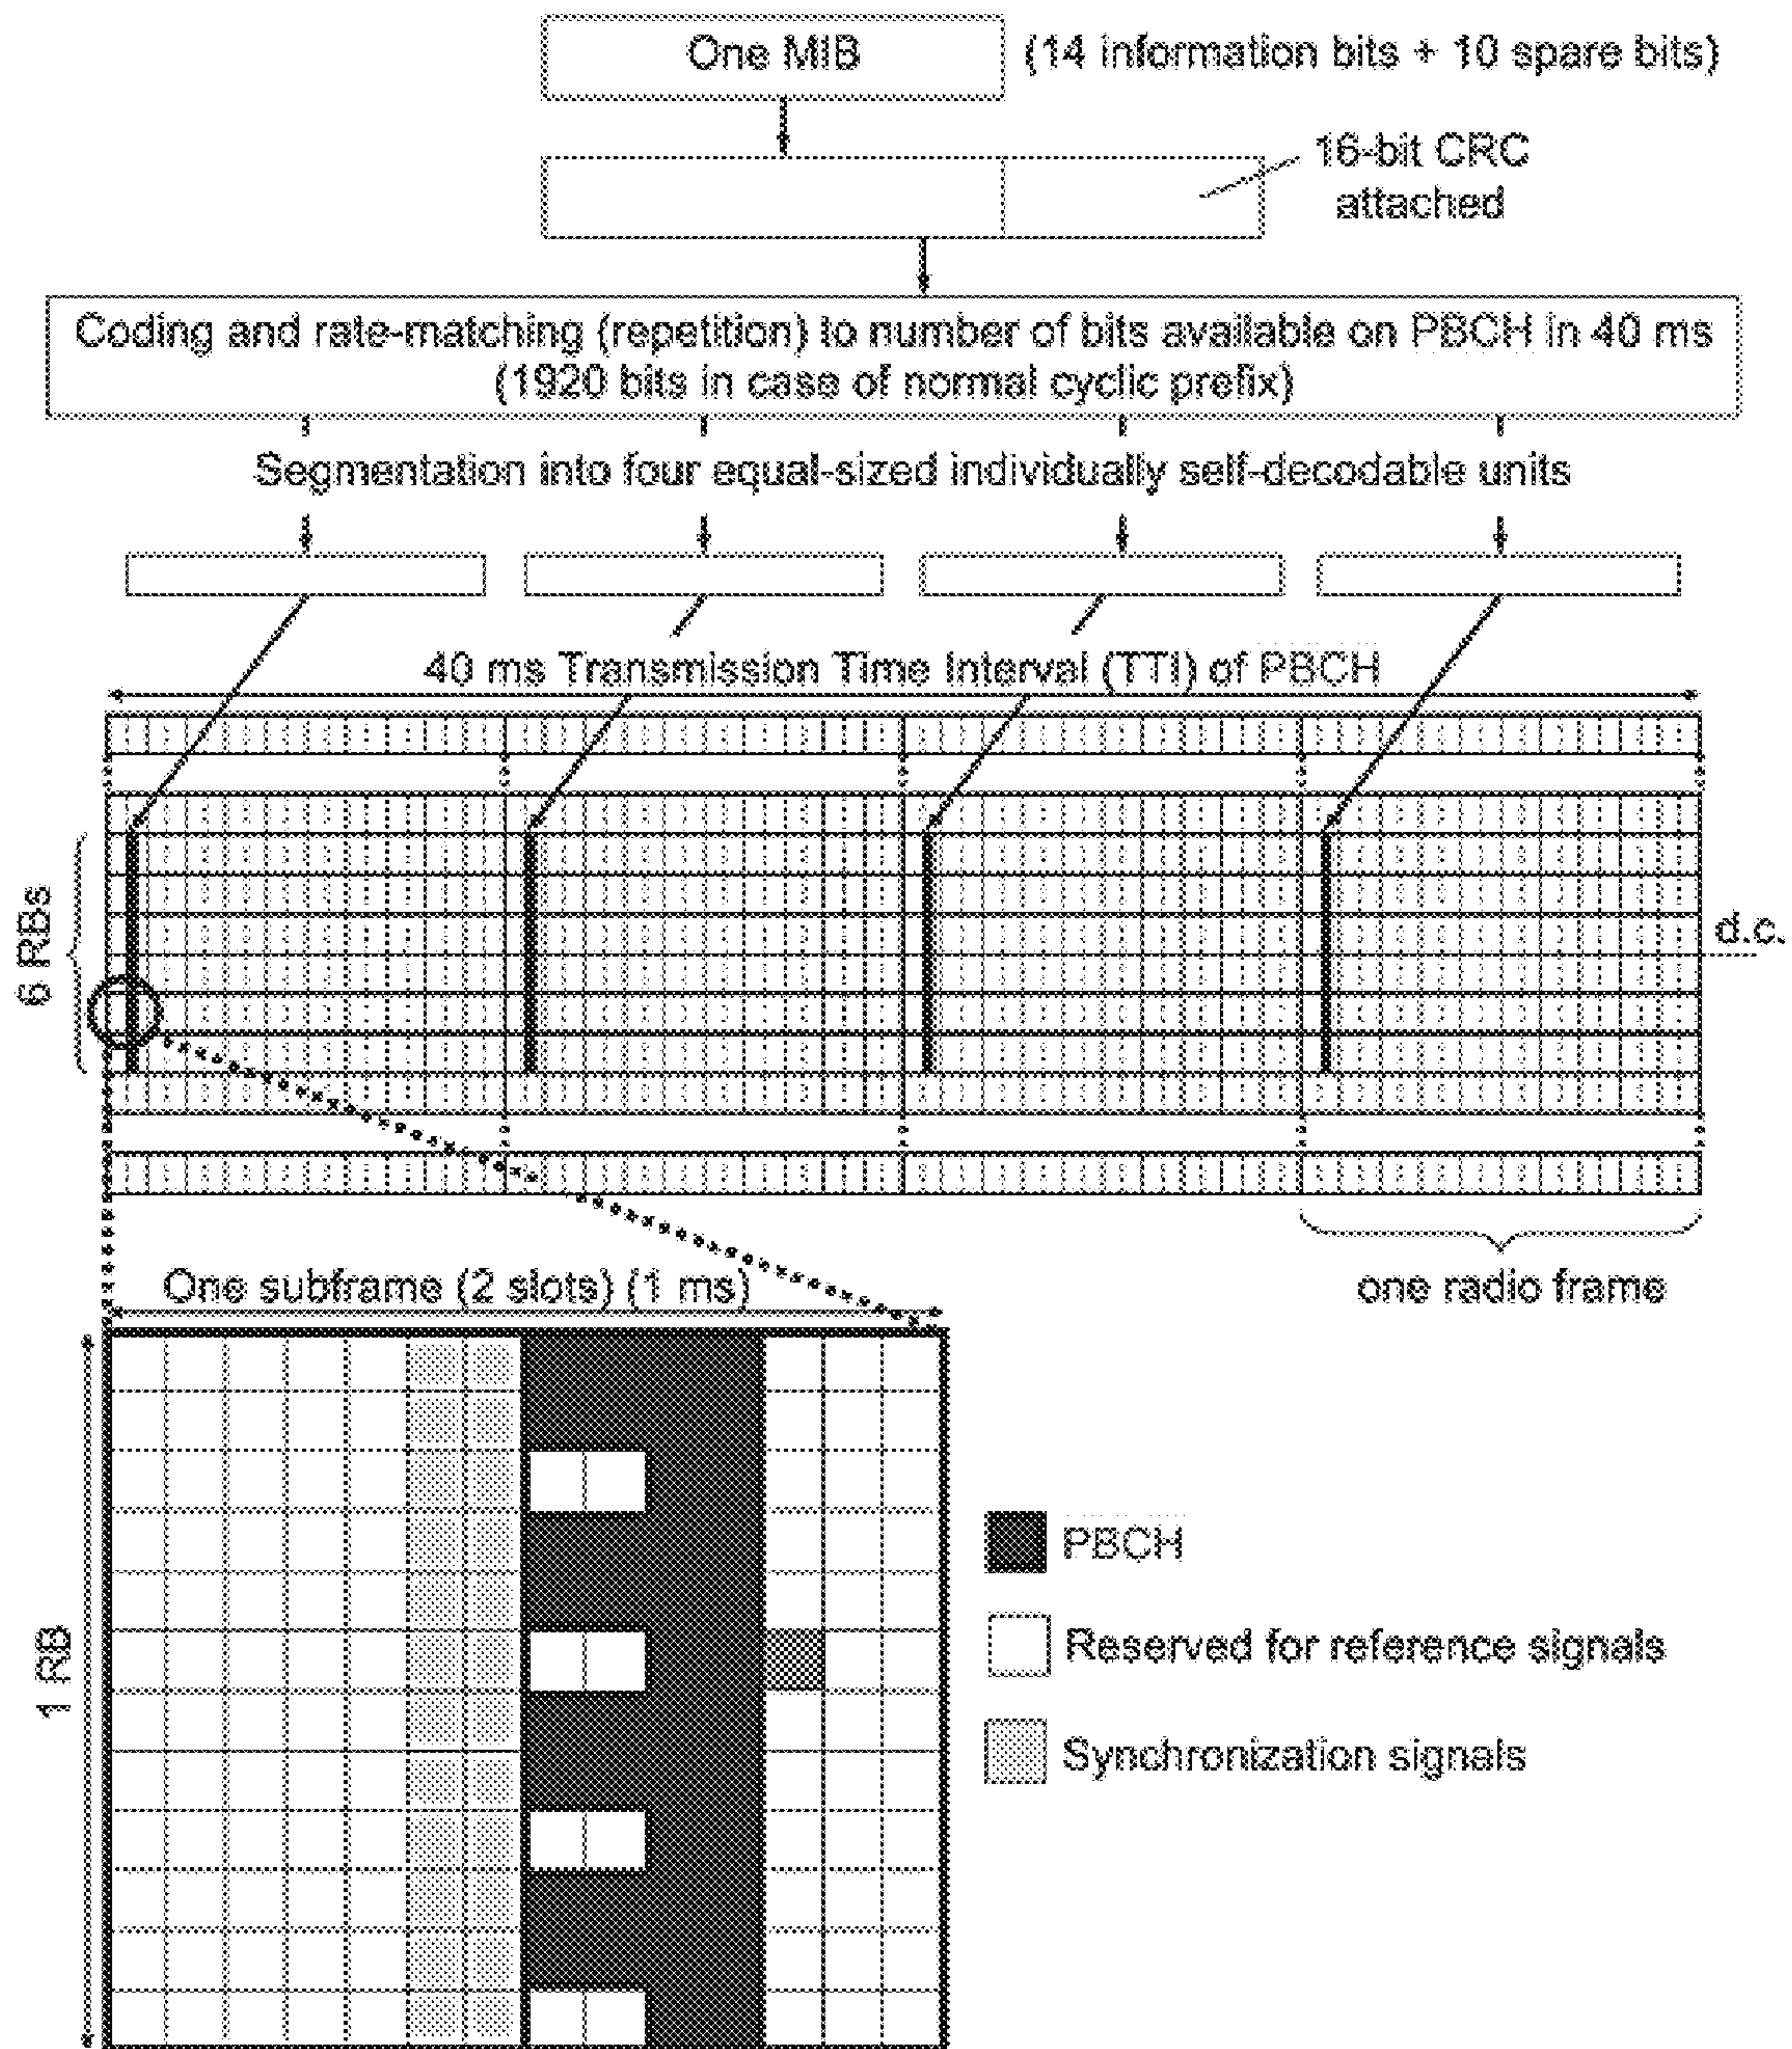 One MIB
(14 information bits + 10 spare bits)
16-bit CRC
attached
Coding and rate-matching (repetition) to number of bits available on PBCH in 40 ms
(1920 bits in case of normal cyclic prefix)
Segmentation into four equal-sized individually self-decodable units
40 ms Transmission Time Interval (TTI) of PBCH
6 RBs
d.c.
one radio frame
One subframe (2 slots) (1 ms)
1 RB
PBCH
Reserved for reference signals
Synchronization signals